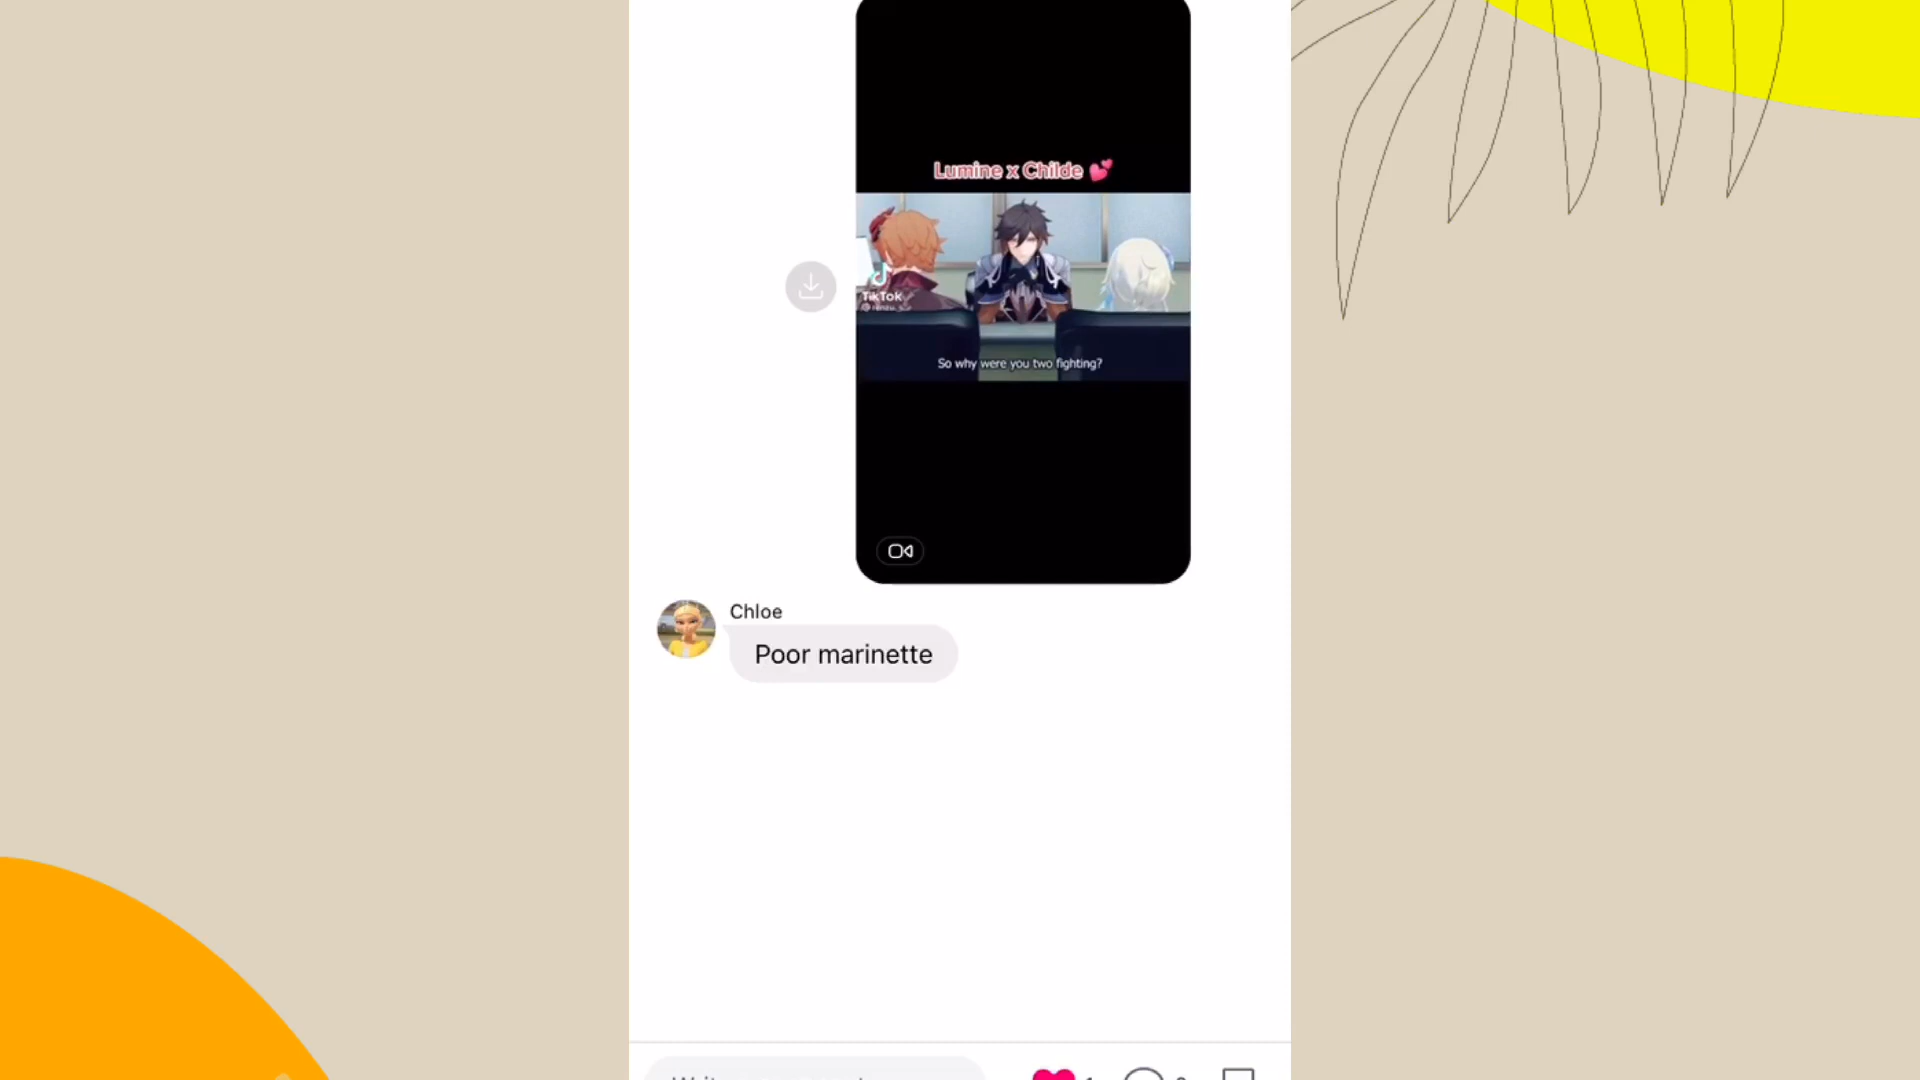 Lumine x Childe 💕
TikTok
So why were you two fighting?
Chloe
Poor marinette